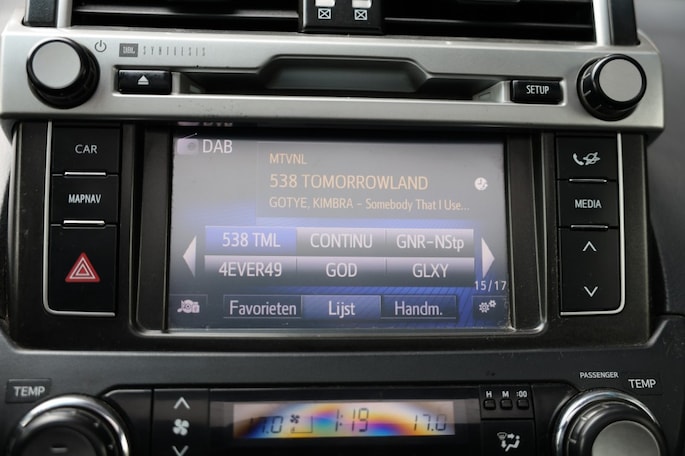 JBL SYNTHESIS
SETUP
CAR
MAPNAV
MEDIA
DAB
MTVNL
538 TOMORROWLAND
GOTYE, KIMBRA – Somebody That I Use...
538 TML CONTINU GNR-NStp
4EVER49 GOD GLXY
15/17
Favorieten Lijst Handm.
TEMP
17.0 1:19 17.0
H M :00
PASSENGER
TEMP